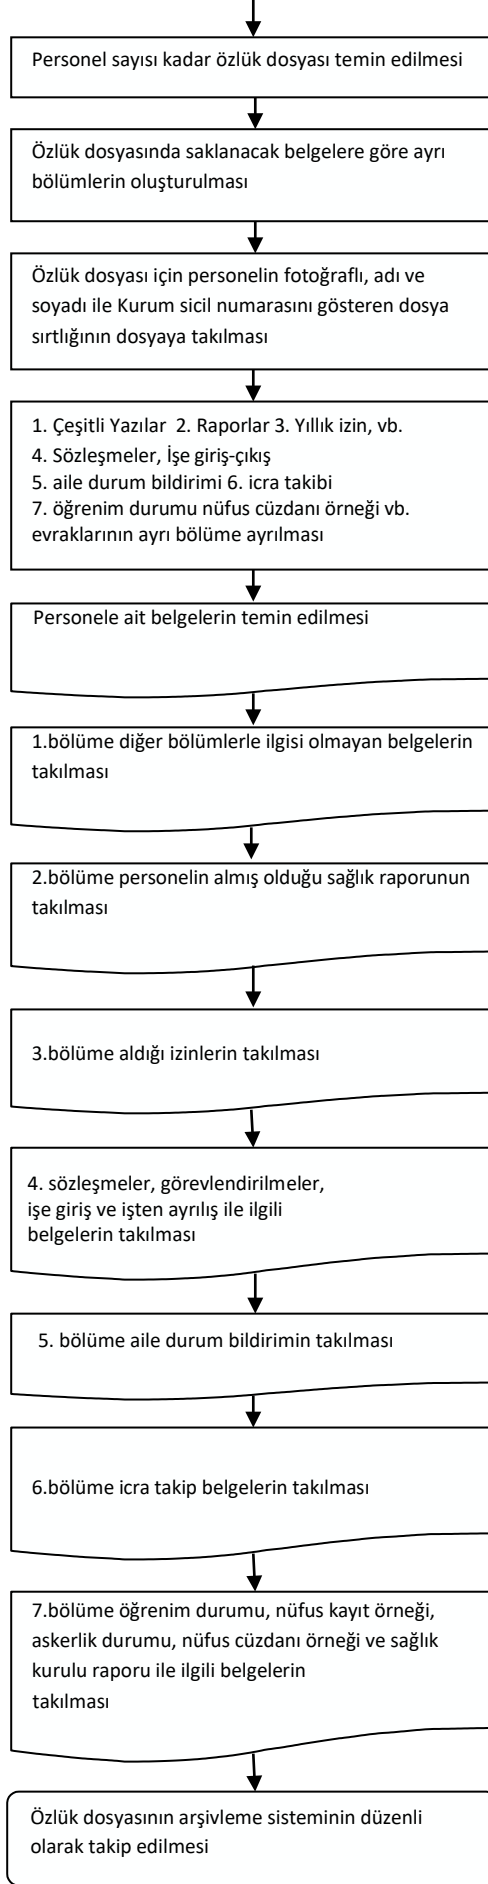 Personel sayısı kadar özlük dosyası temin edilmesi
Özlük dosyasında saklanacak belgelere göre ayrı
bölümlerin oluşturulması
Özlük dosyası için personelin fotoğraflı, adı ve
soyadı ile Kurum sicil numarasını gösteren dosya
sırtlığının dosyaya takılması
1. Çeşitli Yazılar 2. Raporlar 3. Yıllık izin, vb.
4. Sözleşmeler, İşe giriş-çıkış
5. aile durum bildirimi 6. icra takibi
7. öğrenim durumu nüfus cüzdanı örneği vb.
evraklarının ayrı bölüme ayrılması
Personele ait belgelerin temin edilmesi
1.bölüme diğer bölümlerle ilgisi olmayan belgelerin
takılması
2.bölüme personelin almış olduğu sağlık raporunun
takılması
3.bölüme aldığı izinlerin takılması
4. sözleşmeler, görevlendirilmeler,
işe giriş ve işten ayrılış ile ilgili
belgelerin takılması
5. bölüme aile durum bildirimin takılması
6.bölüme icra takip belgelerin takılması
7.bölüme öğrenim durumu, nüfus kayıt örneği,
askerlik durumu, nüfus cüzdanı örneği ve sağlık
kurulu raporu ile ilgili belgelerin
takılması
Özlük dosyasının arşivleme sisteminin düzenli
olarak takip edilmesi